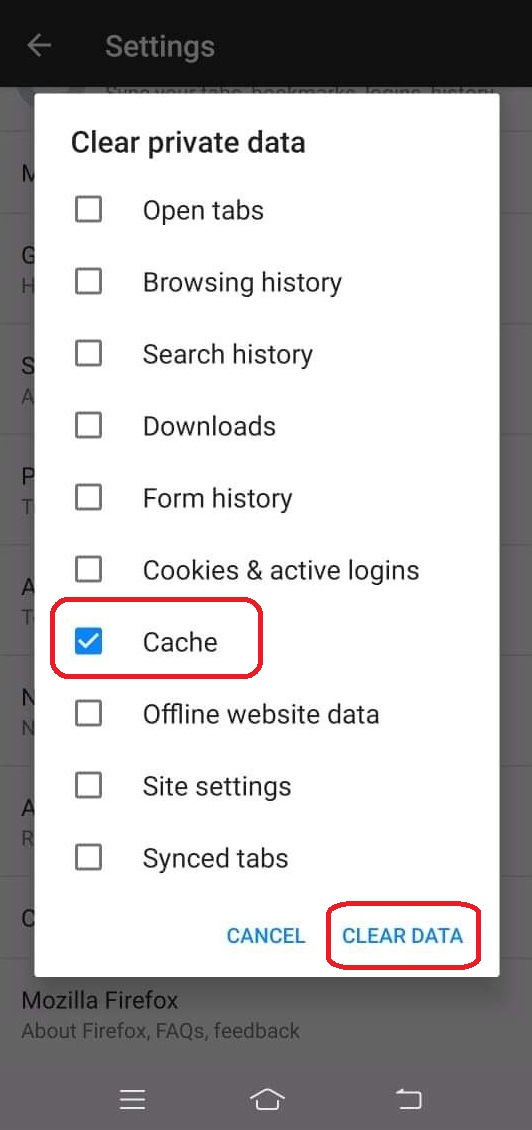 Settings
Sync your tabs, bookmarks, logins, history
Clear private data
Open tabs
Browsing history
Search history
Downloads
Form history
Cookies & active logins
Cache
Offline website data
Site settings
Synced tabs
CANCEL CLEAR DATA
Mozilla Firefox
About Firefox, FAQs, feedback